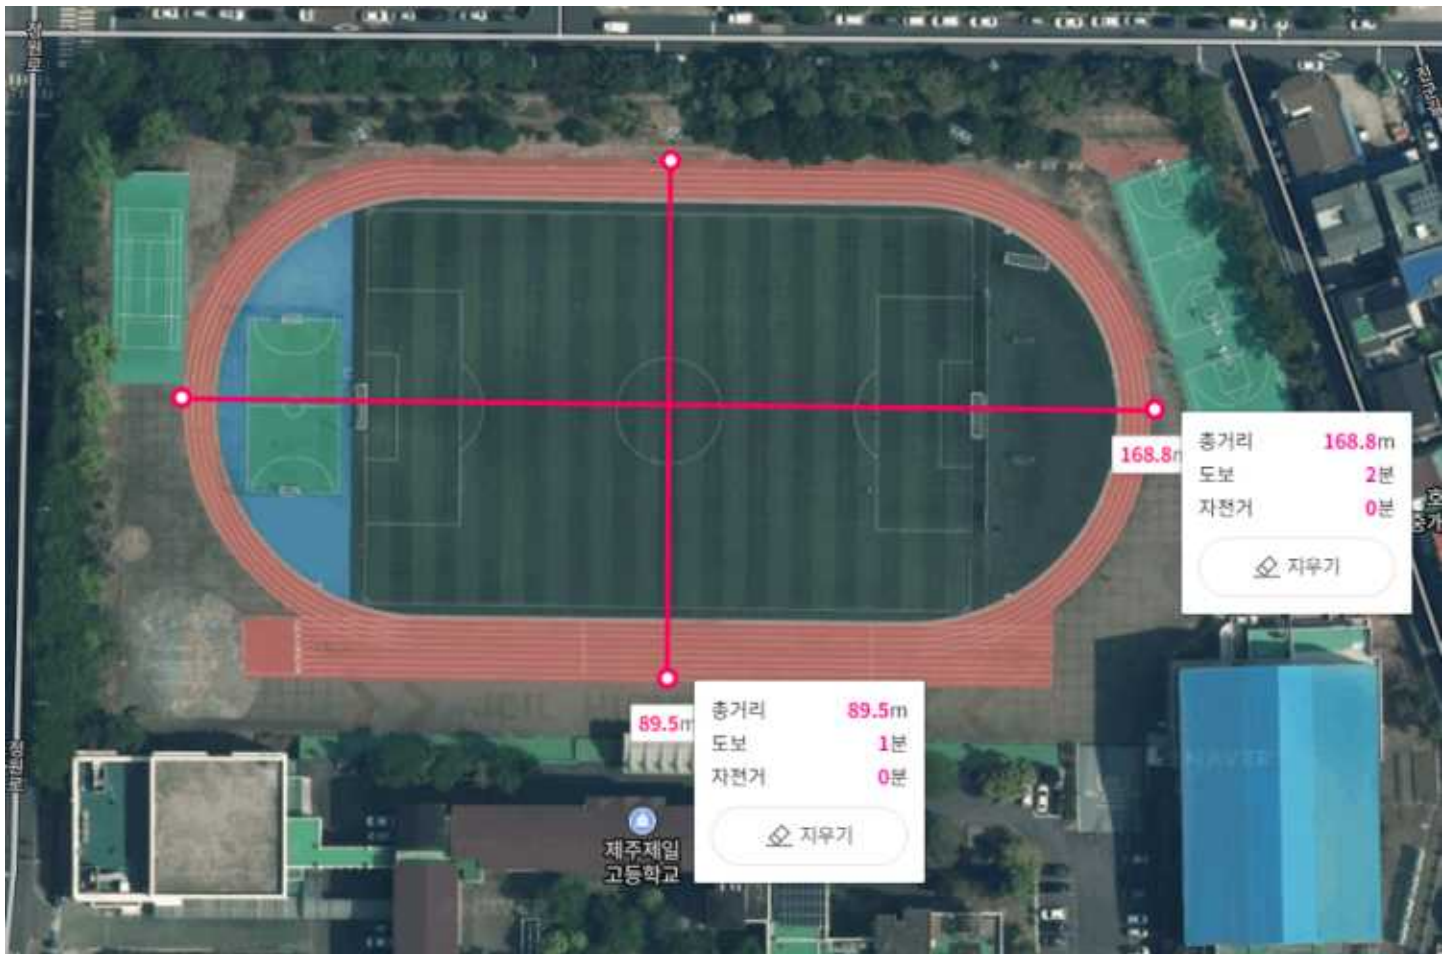 168.8m
총거리 168.8m
도보 2분
자전거 0분
지우기
89.5m
총거리 89.5m
도보 1분
자전거 0분
지우기
제주제일
고등학교
NAVER